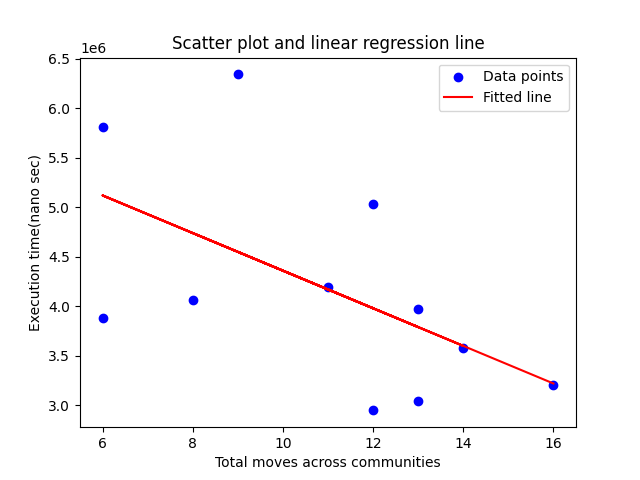 Scatter plot and linear regression line
1e6
6.5
6.0
5.5
5.0
4.5
4.0
3.5
3.0
Execution time(nano sec)
Data points
Fitted line
6 8 10 12 14 16
Total moves across communities